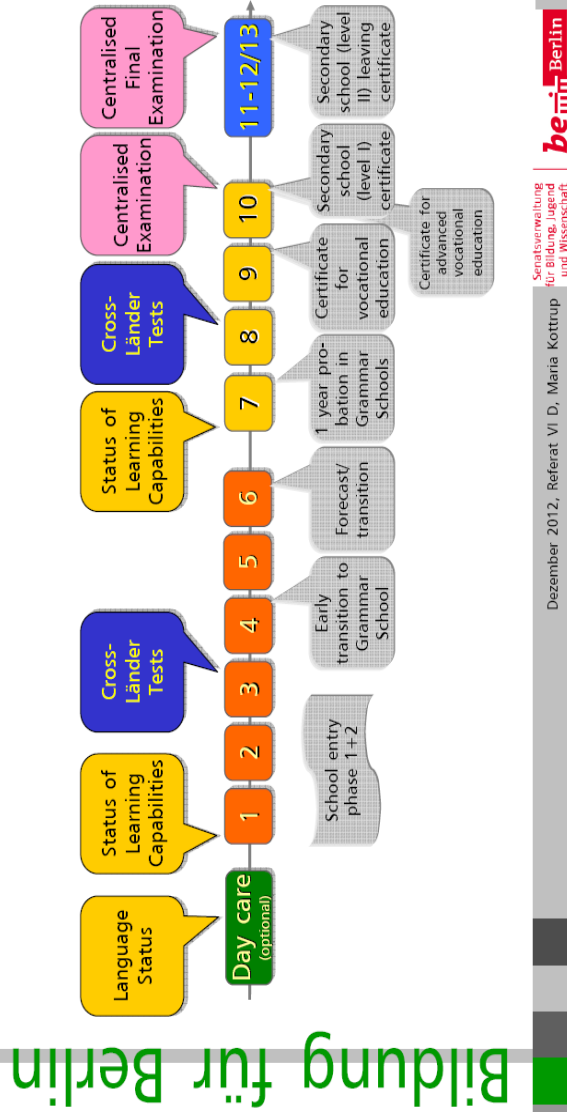 Bildung für Berlin
Language
Status
Status of
Learning
Capabilities
Cross-
Länder
Tests
Status of
Learning
Capabilities
Cross-
Länder
Tests
Centralised
Examination
Centralised
Final
Examination
Day care
(optional)
1
2
3
4
5
6
7
8
9
10
11-12/13
School entry
phase 1+2
Early
transition to
Grammar
School
Forecast/
transition
1 year pro-
bation in
Grammar
Schools
Certificate
for
vocational
education
Secondary
school
(level I)
certificate
Secondary
school (level
II) leaving
certificate
Certificate for
advanced
vocational
education
Dezember 2012, Referat VI D, Maria Kottrup
Senatsverwaltung
für Bildung, Jugend
und Wissenschaft
be Berlin